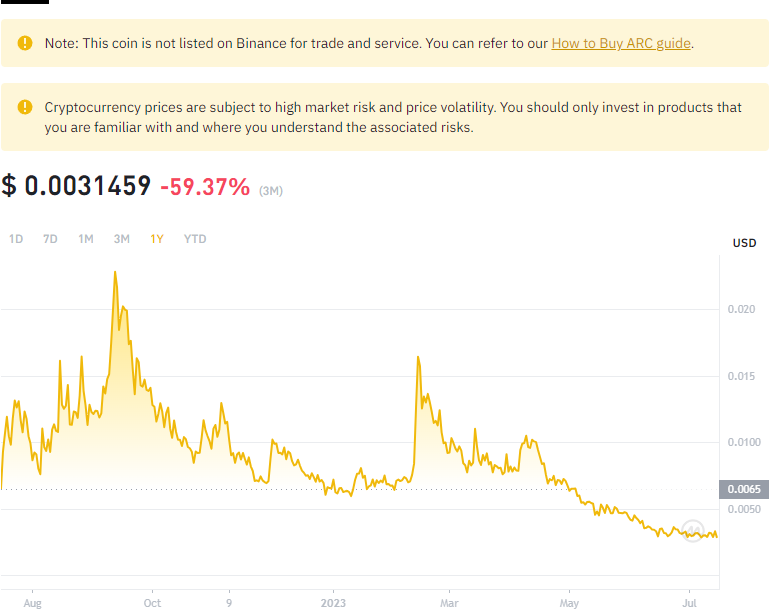 Note: This coin is not listed on Binance for trade and service. You can refer to our How to Buy ARC guide.
Cryptocurrency prices are subject to high market risk and price volatility. You should only invest in products that
you are familiar with and where you understand the associated risks.
$ 0.0031459 -59.37% (3M)
1D 7D 1M 3M 1Y YTD
USD
0.020
0.015
0.0100
0.0065
0.0050
Aug Oct 9 2023 Mar May Jul